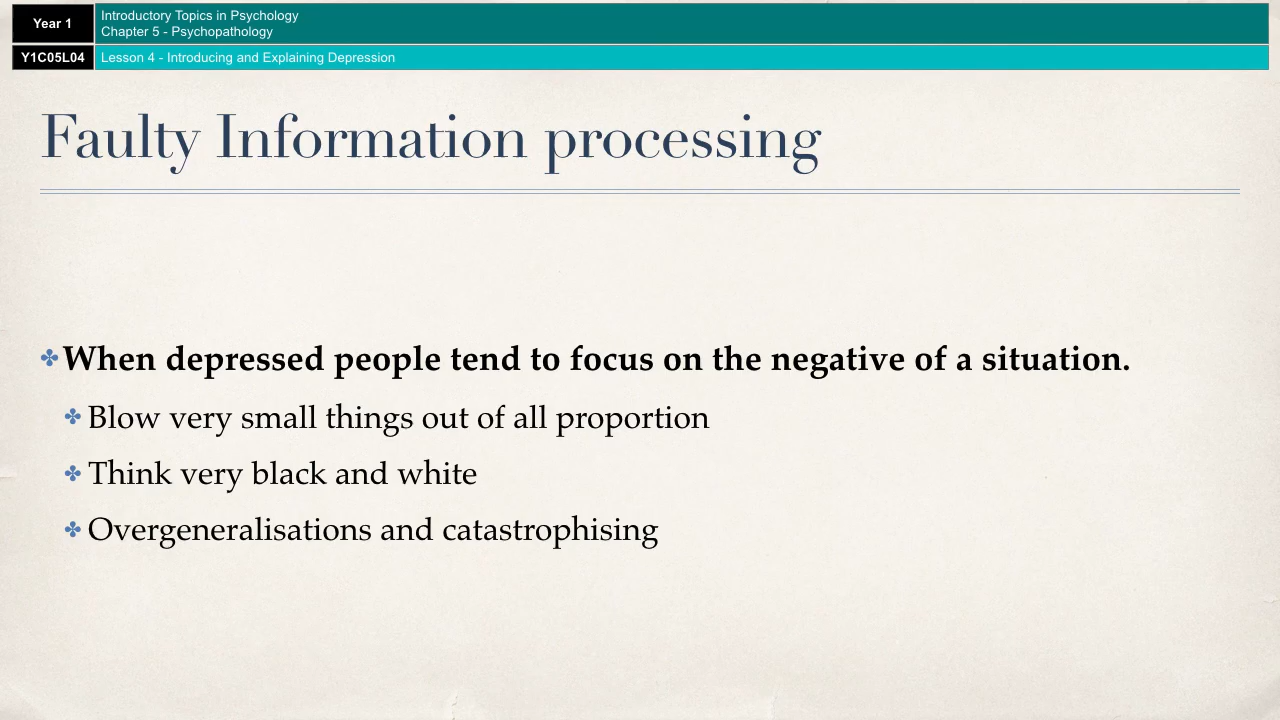 Year 1
Introductory Topics in Psychology
Chapter 5 - Psychopathology
Y1C05L04
Lesson 4 - Introducing and Explaining Depression
Faulty Information processing
When depressed people tend to focus on the negative of a situation.
Blow very small things out of all proportion
Think very black and white
Overgeneralisations and catastrophising